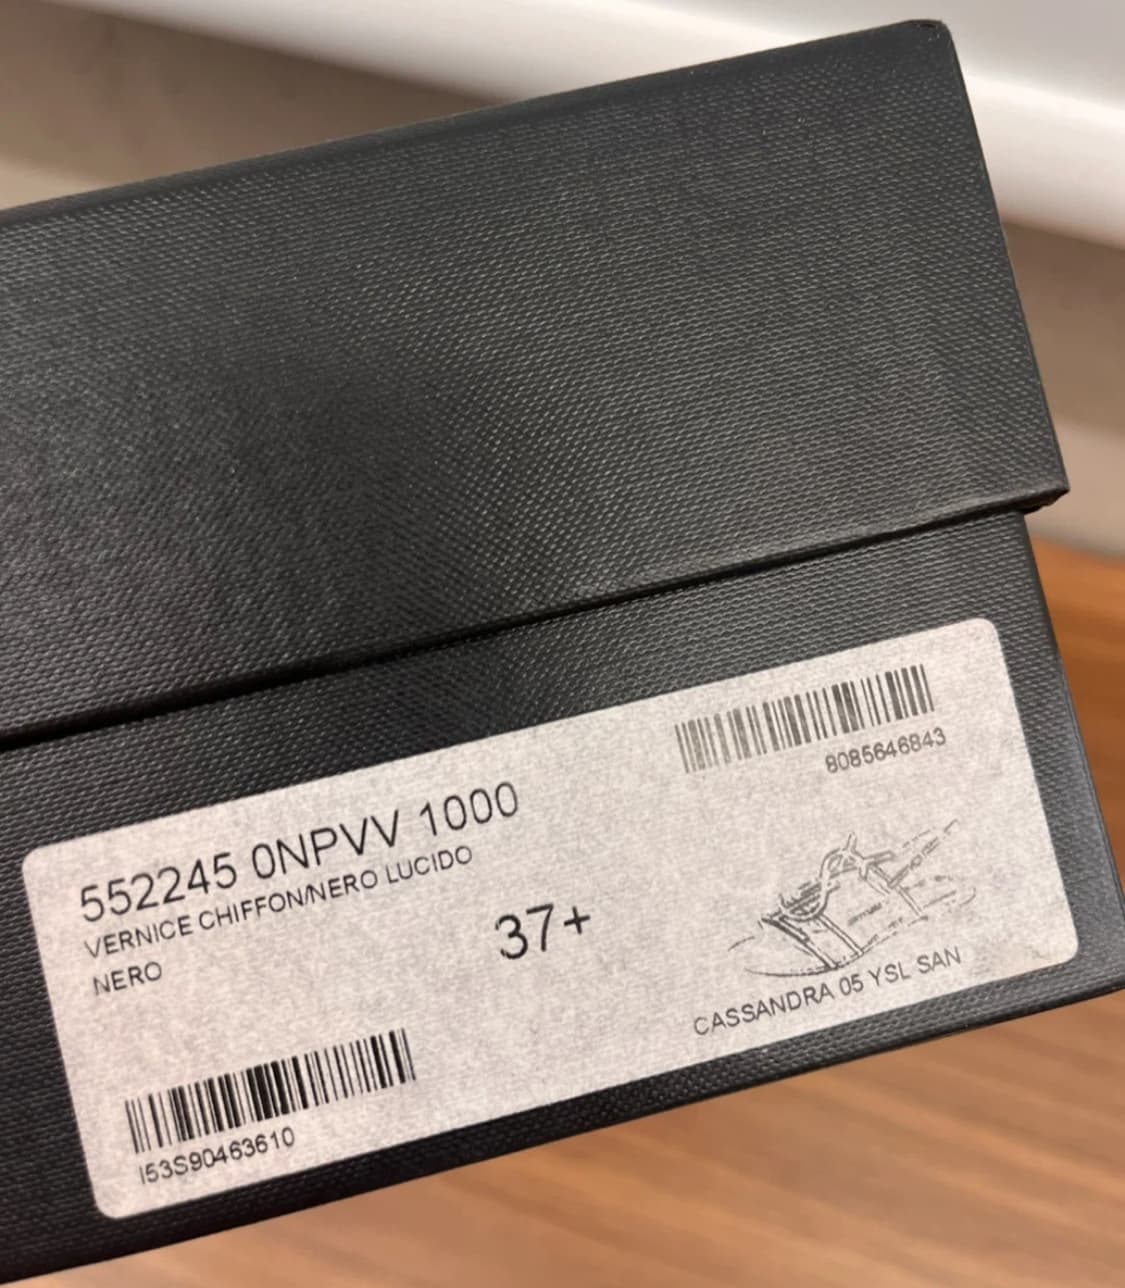 8085646843
552245 0NPVV 1000
VERNICE CHIFFON/NERO LUCIDO
NERO
37+
CASSANDRA 05 YSL SAN
I53S90463610